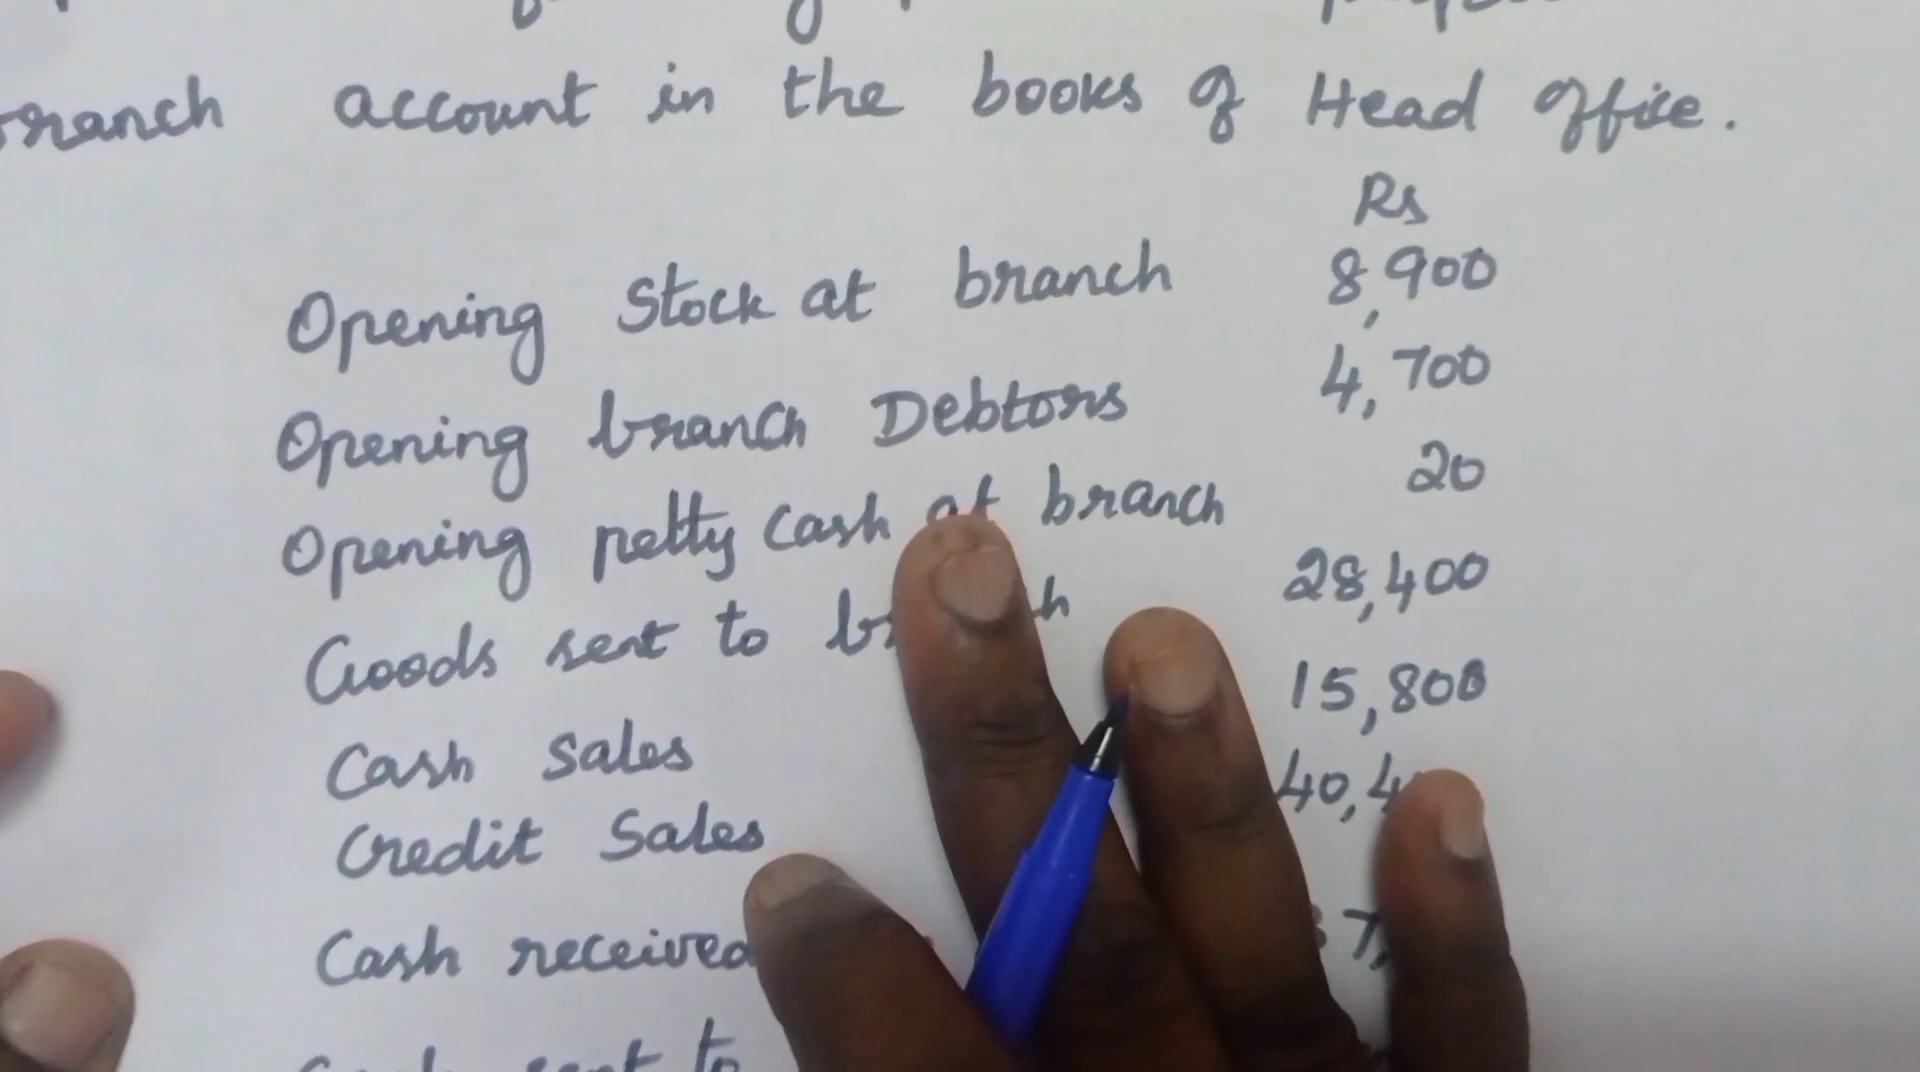 account in the books of Head Office.
Rs
Opening Stock at branch 8,900
Opening branch Debtors 4,700
Opening petty cash at branch 20
Goods sent to 28,400
Cash Sales 15,800
Credit Sales
Cash received
sent to